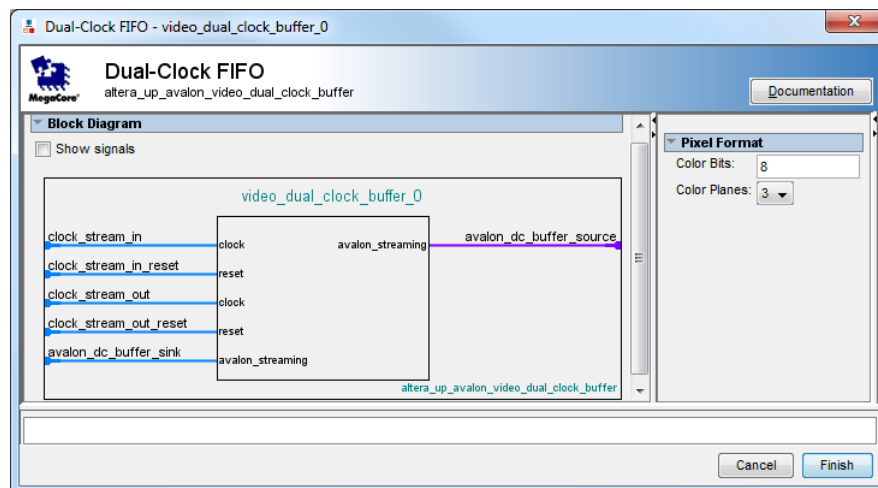 Dual-Clock FIFO - video_dual_clock_buffer_0
MegaCore'
Dual-Clock FIFO
altera_up_avalon_video_dual_clock_buffer
Documentation
Block Diagram
Show signals
video_dual_clock_buffer_0
clock_stream_in
clock
avalon_streaming
avalon_dc_buffer_source
clock_stream_in_reset
reset
clock_stream_out
clock
clock_stream_out_reset
reset
avalon_dc_buffer_sink
avalon_streaming
altera_up_avalon_video_dual_clock_buffer
Pixel Format
Color Bits: 8
Color Planes: 3
Cancel Finish